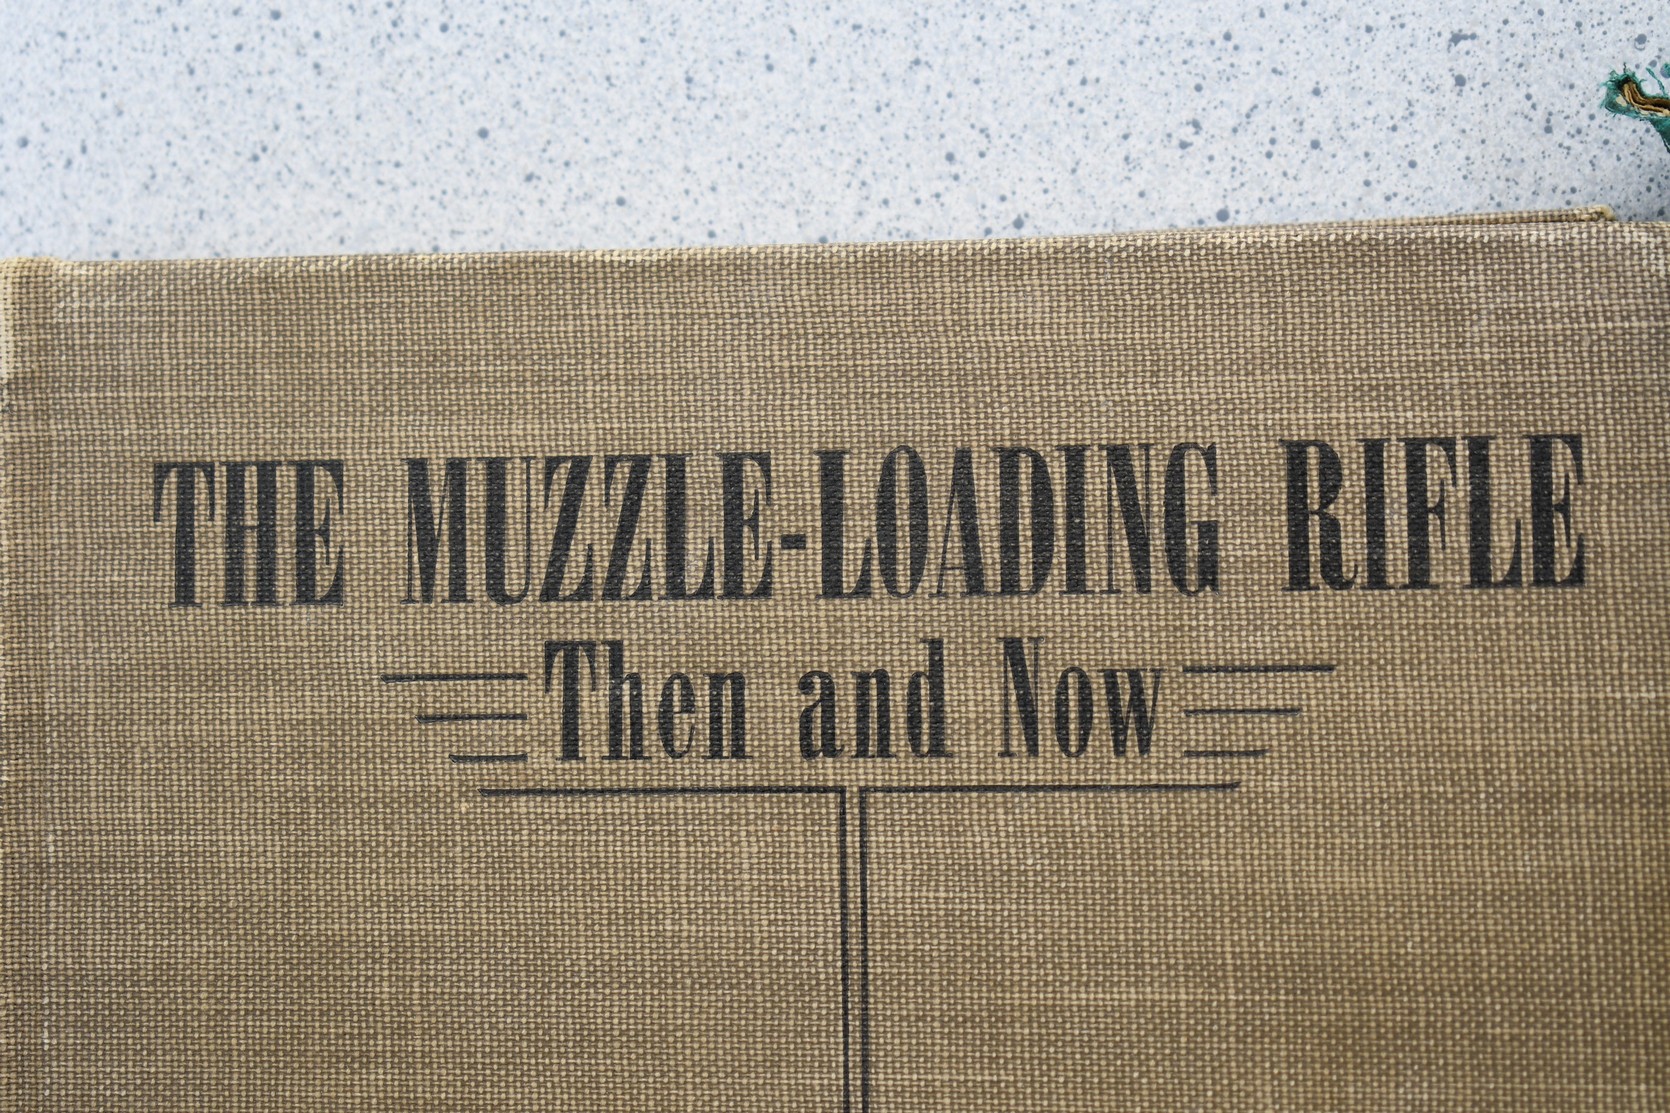 THE MUZZLE-LOADING RIFLE
Then and Now